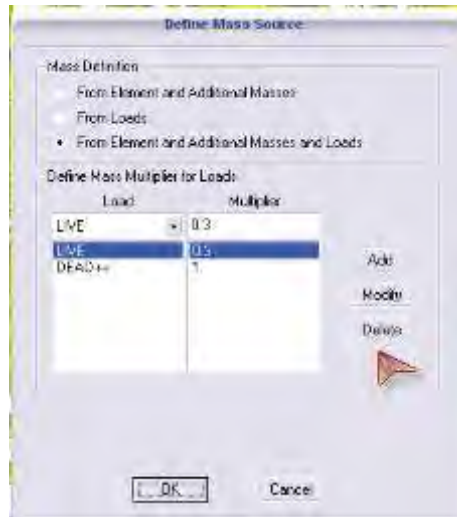 Define Mass Source
Mass Definition
From Element and Additional Masses
From Loads
From Element and Additional Masses and Loads
Define Mass Multiplier for Loads
Load Multiplier
LIVE 0.3
LIVE 0.3
DEAD++ 1.
Add
Modify
Delete
OK Cancel